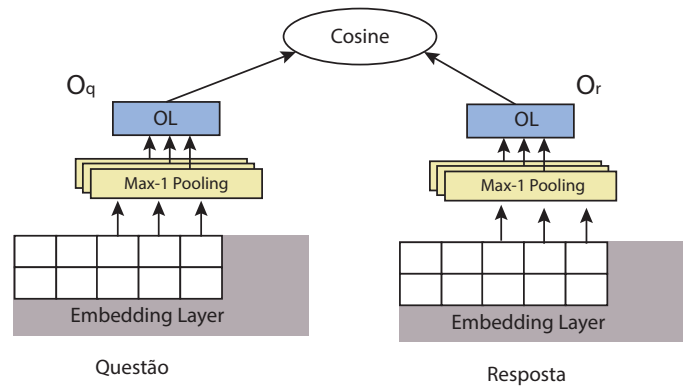 Cosine
Oq
Or
OL
OL
Max-1 Pooling
Max-1 Pooling
Embedding Layer
Embedding Layer
Questão
Resposta